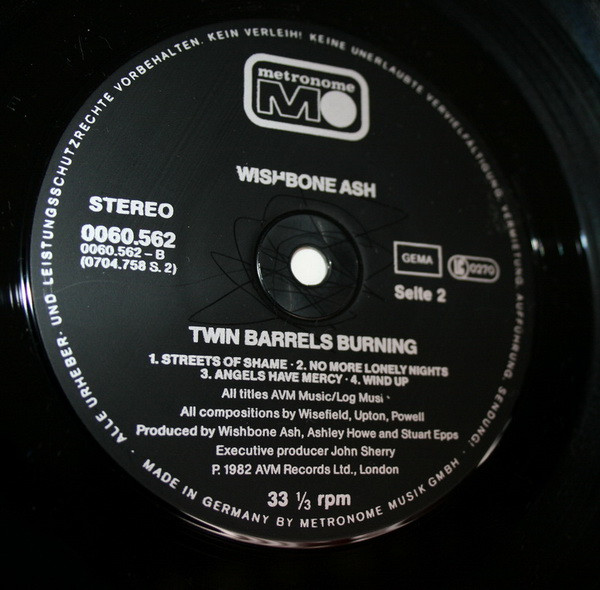 ALLE URHEBER- UND LEISTUNGSSCHUTZRECHTE VORBEHALTEN. KEIN VERLEIH! KEINE UNERLAUBTE VERVIELFÄLTIGUNG, VERMIETUNG, AUFFÜHRUNG, SENDUNG!
metronome
MO
WISHBONE ASH
STEREO
0060.562
0060.562 – B
(0704.758 S. 2)
GEMA
LC 0270
Seite 2
TWIN BARRELS BURNING
1. STREETS OF SHAME · 2. NO MORE LONELY NIGHTS
3. ANGELS HAVE MERCY · 4. WIND UP
All titles AVM Music/Log Musi
All compositions by Wisefield, Upton, Powell
Produced by Wishbone Ash, Ashley Howe and Stuart Epps
Executive producer John Sherry
P. 1982 AVM Records Ltd., London
33 1/3 rpm
· MADE IN GERMANY BY METRONOME MUSIK GMBH ·